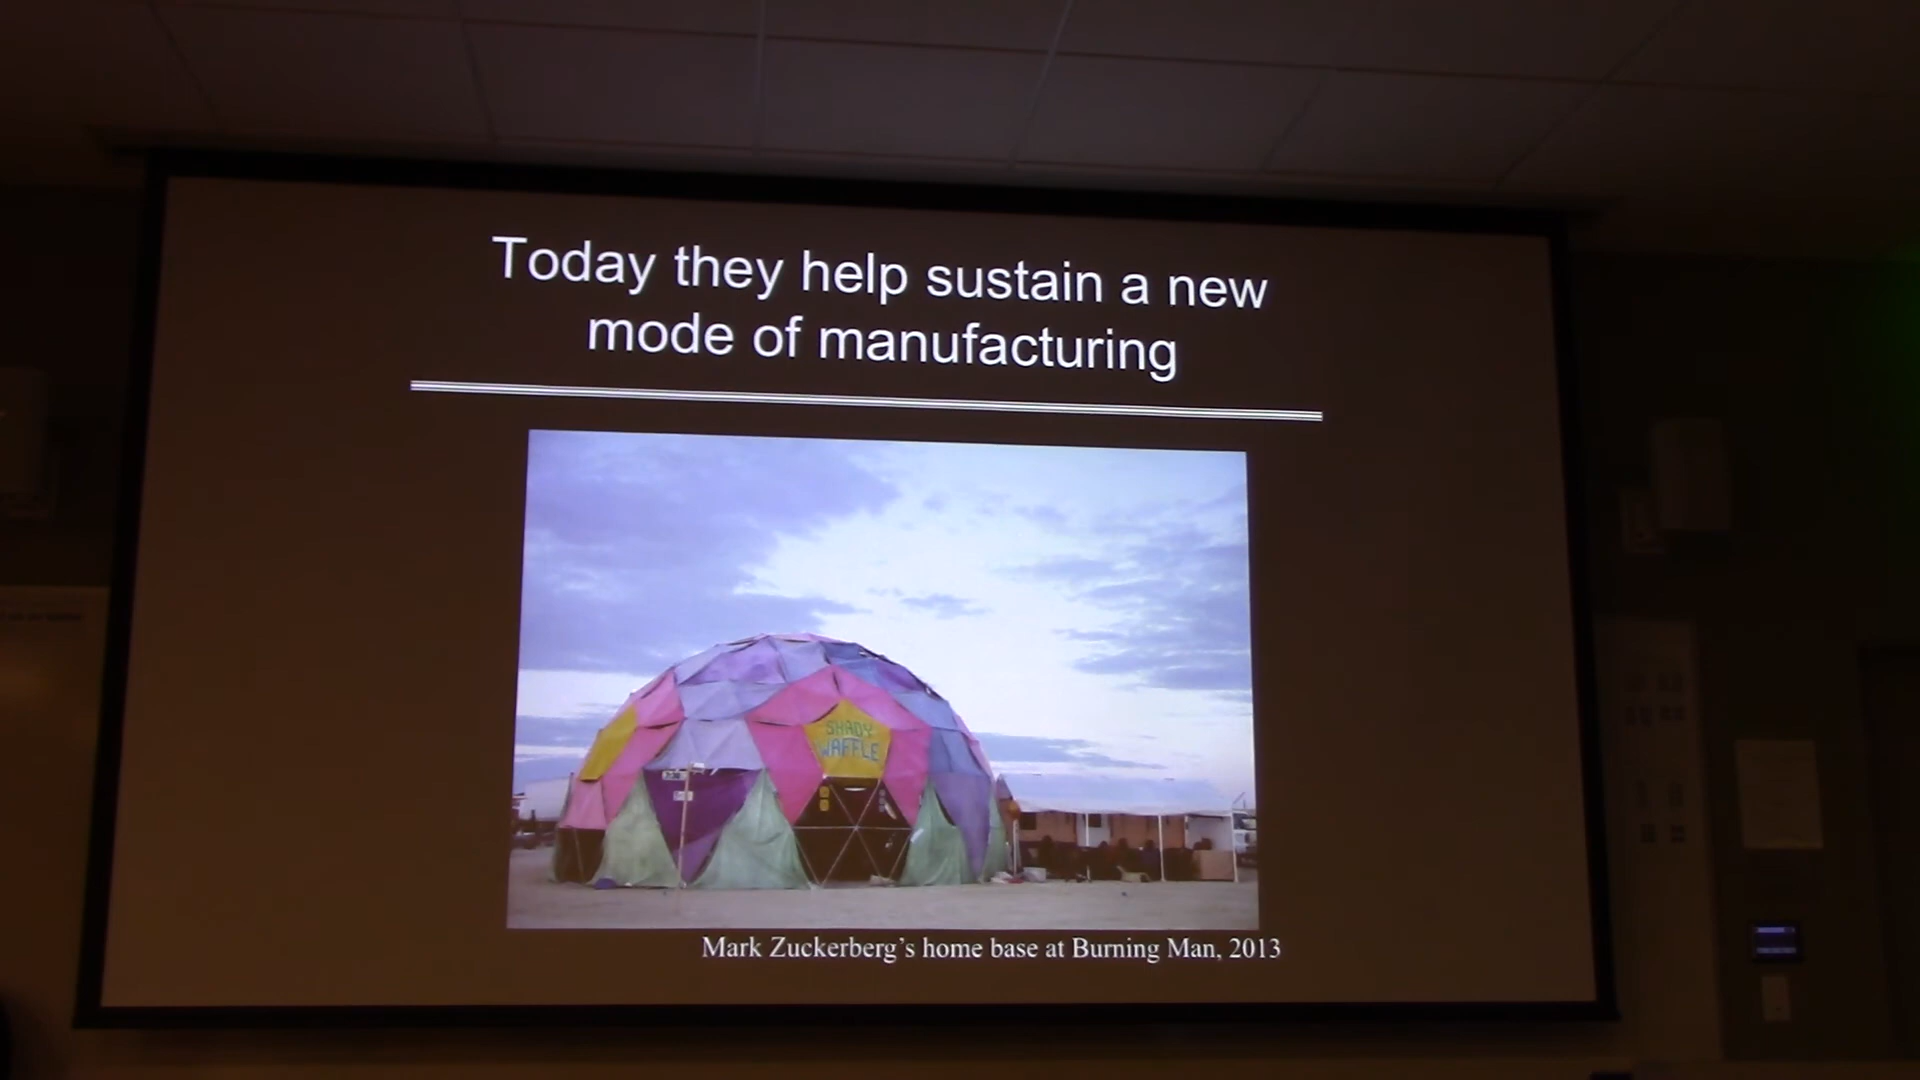 Today they help sustain a new
mode of manufacturing
SHADY
WAFFLE
Mark Zuckerberg's home base at Burning Man, 2013